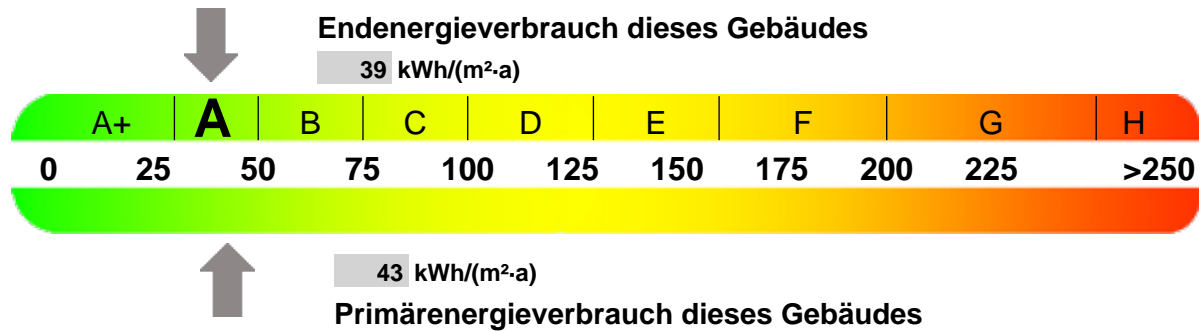 Endenergieverbrauch dieses Gebäudes
39 kWh/(m²·a)
A+ A B C D E F G H
0 25 50 75 100 125 150 175 200 225 >250
43 kWh/(m²·a)
Primärenergieverbrauch dieses Gebäudes